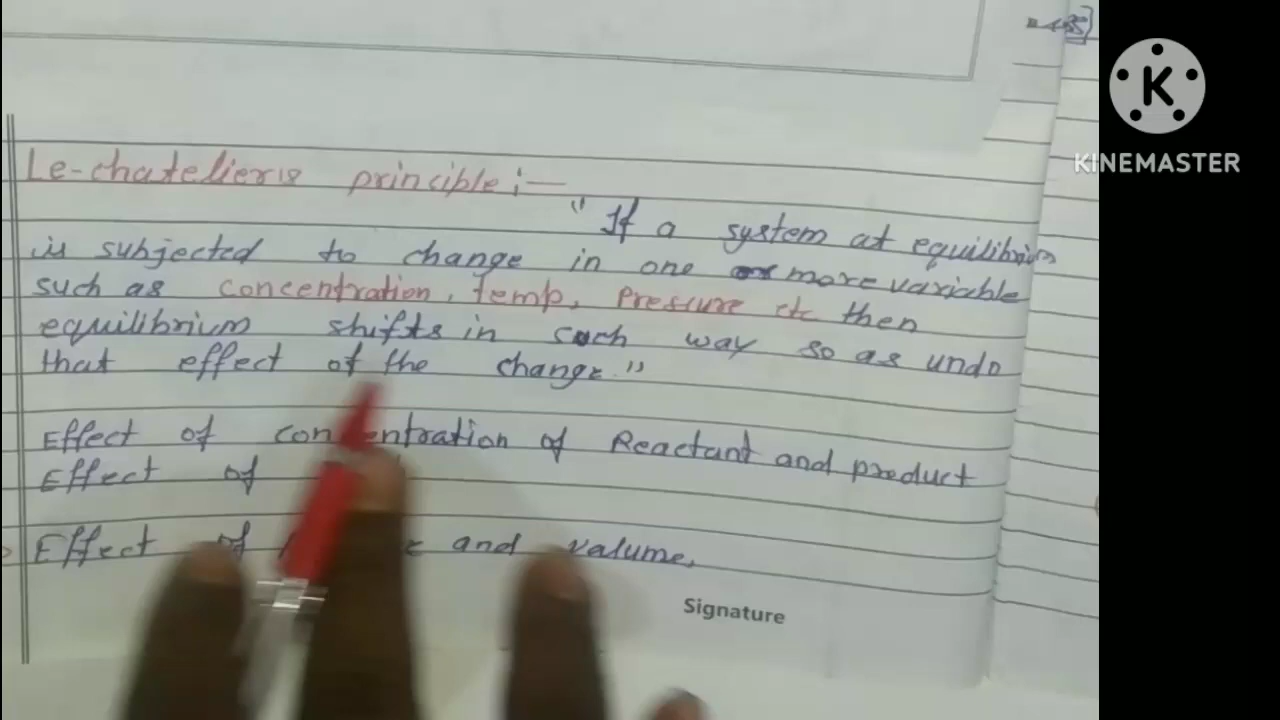 Le-chatelier's principle :—
" If a system at equilibrium
is subjected to change in one or more variable
such as concentration, temp, Pressure etc then
equilibrium shifts in such way so as undo
that effect of the change."
Effect of concentration of Reactant and product
Effect of
Effect of and valume,
Signature
KINEMASTER